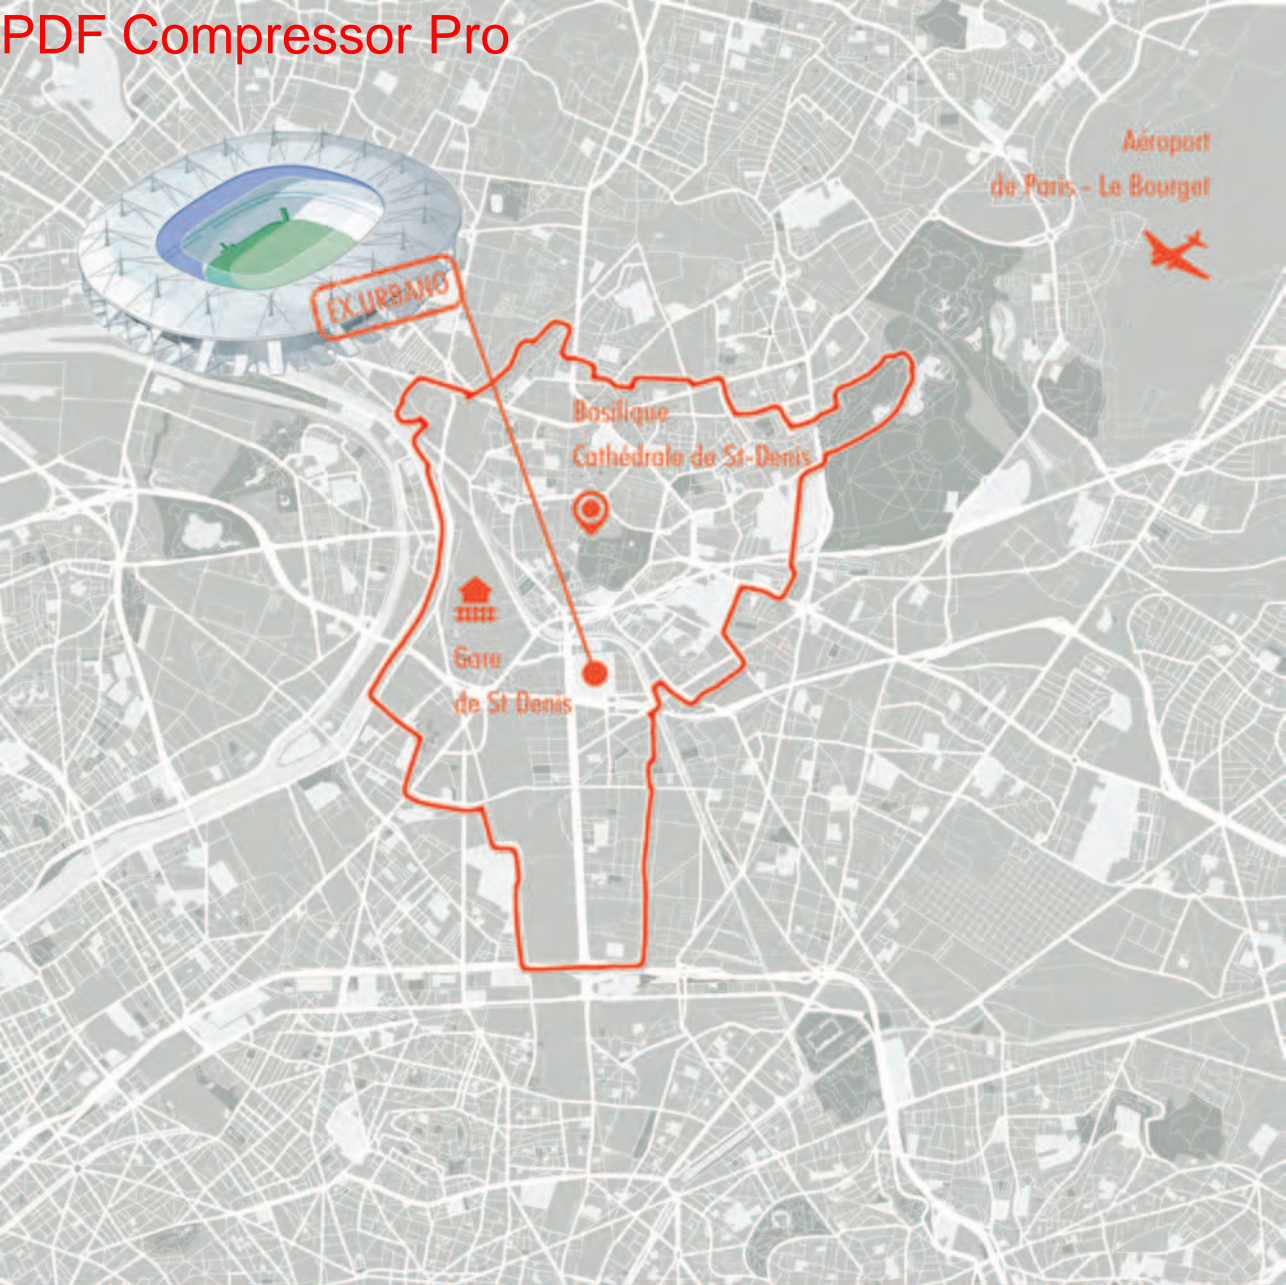 PDF Compressor Pro
Aéroport
de Paris - Le Bourget
EX.URBANO
Basilique
Cathédrale de St-Denis
Gare
de St Denis